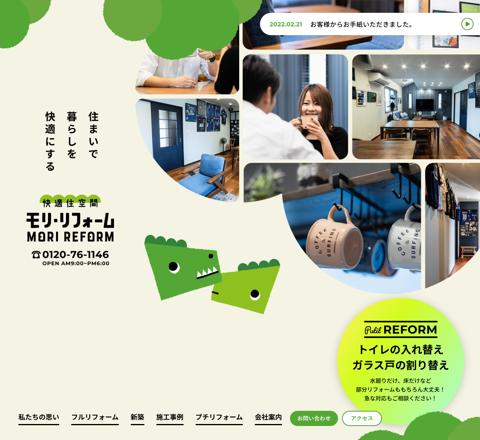 2022.02.21 お客様からお手紙いただきました。
住まいで
暮らしを
快適にする
快適住空間
モリ・リフォーム
MORI REFORM
☎0120-76-1146
OPEN AM9:00~PM6:00
COFFEE
SURFING
COFFEE
SURFING
Petit REFORM
トイレの入れ替え
ガラス戸の割り替え
水廻りだけ、床だけなど
部分リフォームももちろん大丈夫！
急な対応もご相談ください！
私たちの思い フルリフォーム 新築 施工事例 プチリフォーム 会社案内 お問い合わせ アクセス